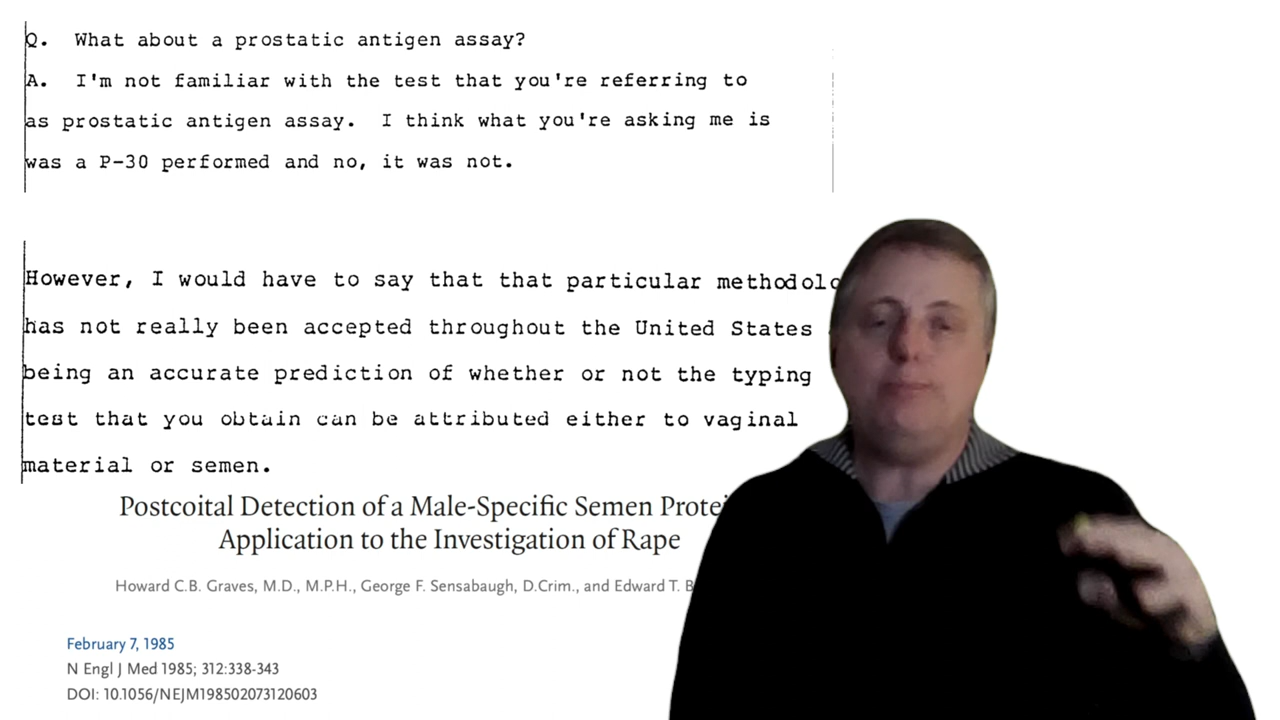 Q. What about a prostatic antigen assay?
A. I'm not familiar with the test that you're referring to
as prostatic antigen assay. I think what you're asking me is
was a P-30 performed and no, it was not.
However, I would have to say that that particular
has not really been accepted throughout the United States
being an accurate prediction of whether or not the typing
test that you obtain can be attributed either to vaginal
material or semen.
Postcoital Detection of a Male-Specific Semen
Application to the Investigation of Rape
Howard C.B. Graves, M.D., M.P.H., George F. Sensabaugh, D.Crim., and Edward T.
February 7, 1985
N Engl J Med 1985; 312:338-343
DOI: 10.1056/NEJM198502073120603